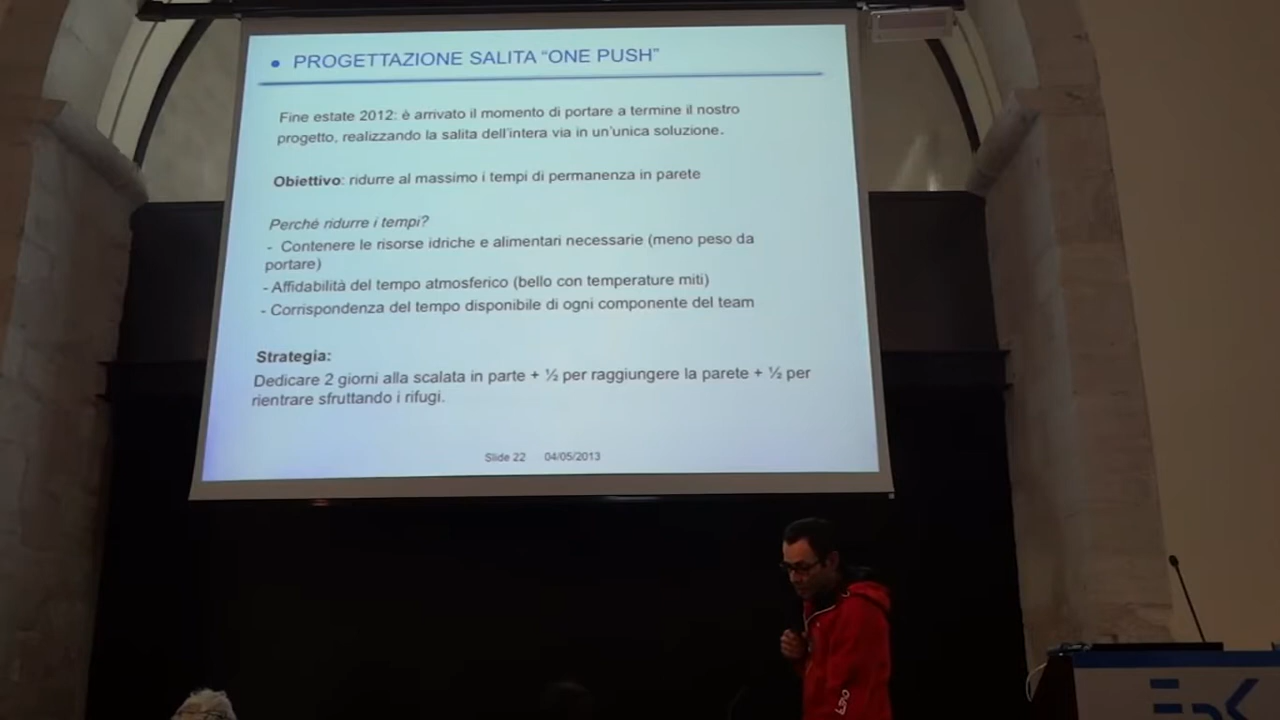 • PROGETTAZIONE SALITA “ONE PUSH”
Fine estate 2012: è arrivato il momento di portare a termine il nostro
progetto, realizzando la salita dell'intera via in un'unica soluzione.
Obiettivo: ridurre al massimo i tempi di permanenza in parete
Perché ridurre i tempi?
- Contenere le risorse idriche e alimentari necessarie (meno peso da
portare)
- Affidabilità del tempo atmosferico (bello con temperature miti)
- Corrispondenza del tempo disponibile di ogni componente del team
Strategia:
Dedicare 2 giorni alla scalata in parte + ½ per raggiungere la parete + ½ per
rientrare sfruttando i rifugi.
Slide 22 04/05/2013